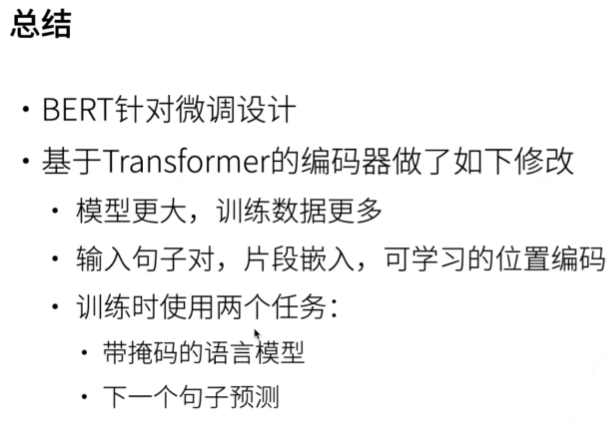 总结
• BERT针对微调设计
• 基于Transformer的编码器做了如下修改
• 模型更大，训练数据更多
• 输入句子对，片段嵌入，可学习的位置编码
• 训练时使用两个任务：
• 带掩码的语言模型
• 下一个句子预测